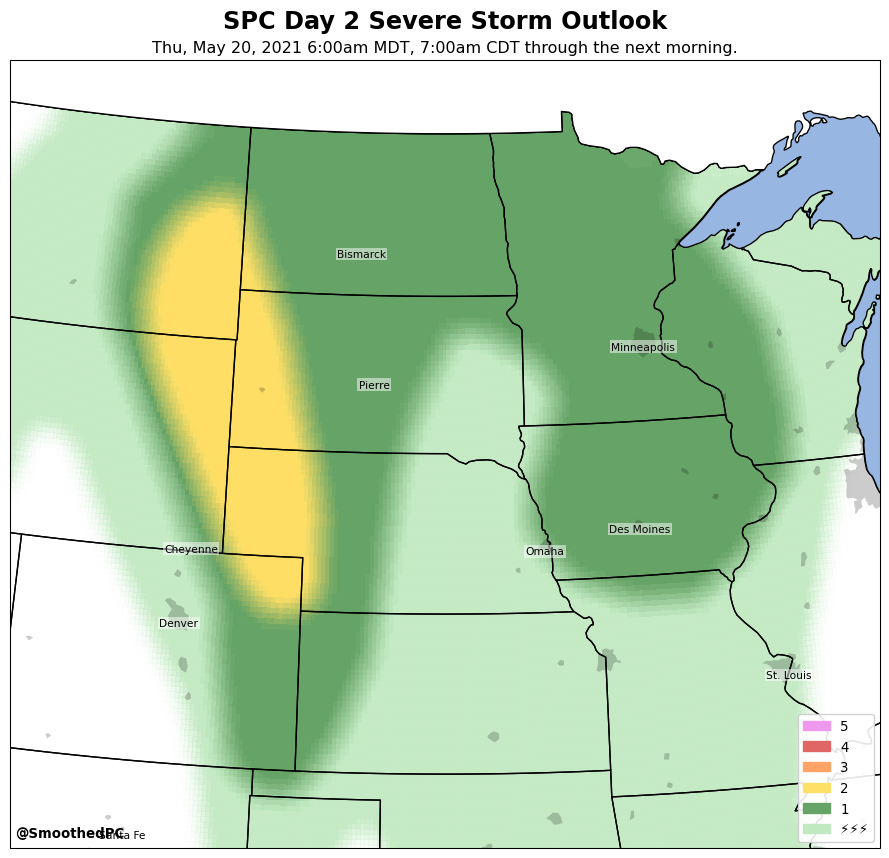 SPC Day 2 Severe Storm Outlook
Thu, May 20, 2021 6:00am MDT, 7:00am CDT through the next morning.
Bismarck
Minneapolis
Pierre
Des Moines
Cheyenne
Omaha
Denver
St. Louis
5
4
3
2
1
⚡⚡⚡
@SmoothedPC
Santa Fe